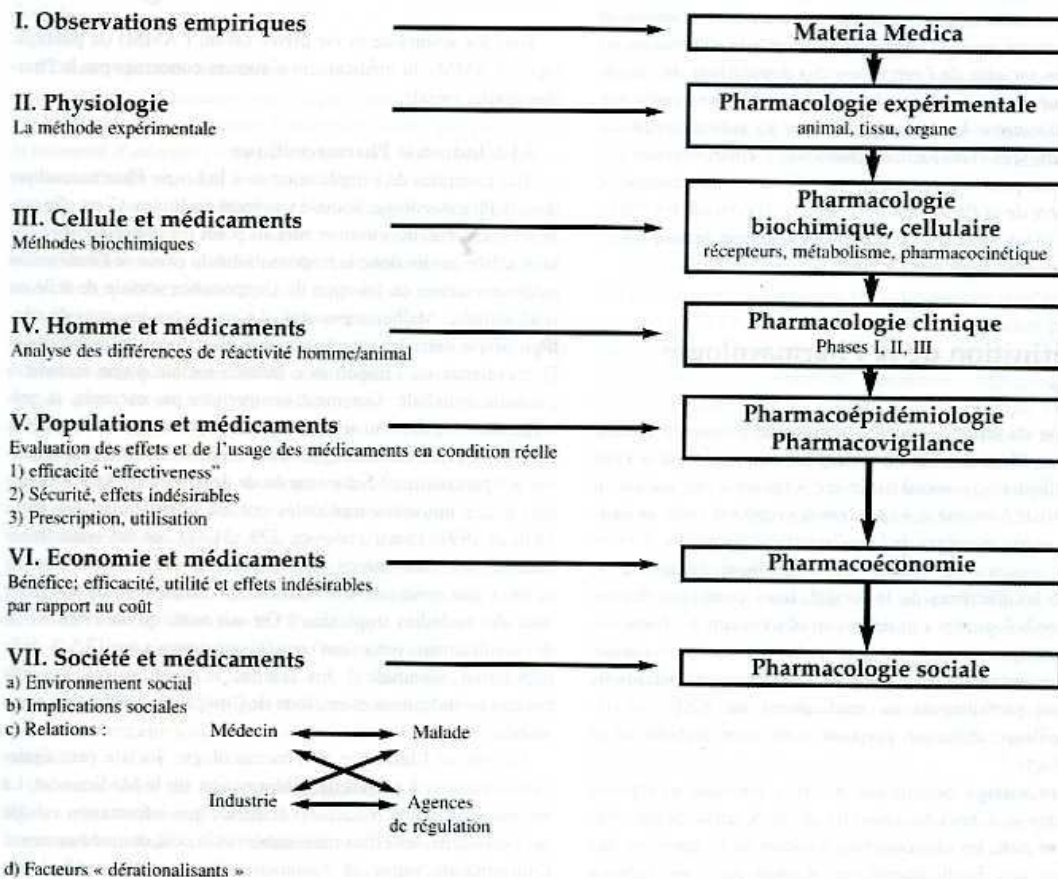 I. Observations empiriques
Materia Medica
II. Physiologie
La méthode expérimentale
Pharmacologie expérimentale
animal, tissu, organe
III. Cellule et médicaments
Méthodes biochimiques
Pharmacologie
biochimique, cellulaire
récepteurs, métabolisme, pharmacocinétique
IV. Homme et médicaments
Analyse des différences de réactivité homme/animal
Pharmacologie clinique
Phases I, II, III
V. Populations et médicaments
Evaluation des effets et de l'usage des médicaments en condition réelle
1) efficacité "effectiveness"
2) Sécurité, effets indésirables
3) Prescription, utilisation
Pharmacoépidémiologie
Pharmacovigilance
VI. Economie et médicaments
Bénéfice; efficacité, utilité et effets indésirables
par rapport au coût
Pharmacoéconomie
VII. Société et médicaments
a) Environnement social
b) Implications sociales
c) Relations :
Pharmacologie sociale
Médecin
Malade
Industrie
Agences
de régulation
d) Facteurs « dérationalisants »